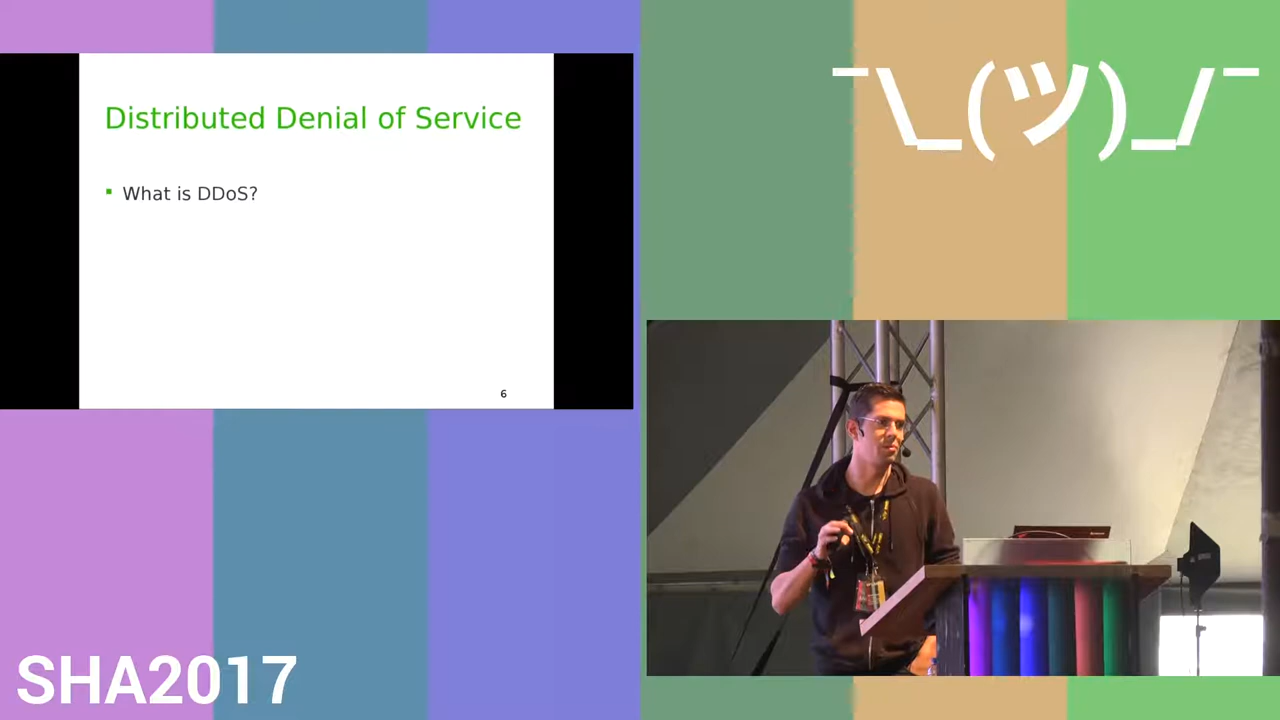 Distributed Denial of Service
What is DDoS?
6
¯\_(ツ)_/¯
SHA2017